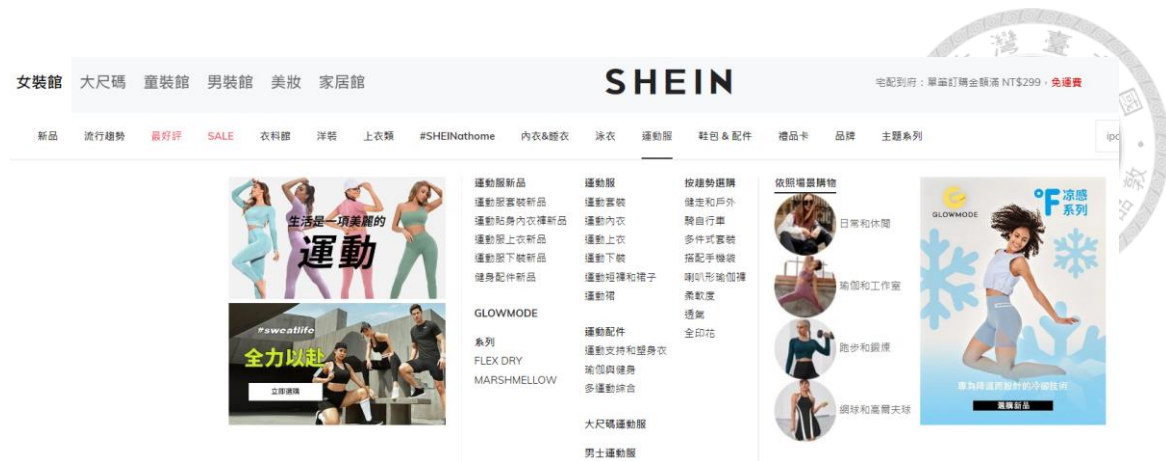 女裝館 大尺碼 童裝館 男裝館 美妝 家居館
SHEIN
宅配到府：單筆訂購金額滿 NT$299，免運費
新品 流行趨勢 最好評 SALE 衣料館 洋裝 上衣類 #SHEINathome 內衣&睡衣 泳衣 運動服 鞋包 & 配件 禮品卡 品牌 主題系列
生活是一項美麗的
運動
#sweatlife
全力以赴
立即選購
運動服新品
運動服套裝新品
運動貼身內衣褲新品
運動服上衣新品
運動服下裝新品
健身配件新品
GLOWMODE
系列
FLEX DRY
MARSHMELLOW
運動服
運動套裝
運動內衣
運動上衣
運動下裝
運動短褲和裙子
運動裙
運動配件
運動支持和塑身衣
瑜伽與健身
多運動綜合
大尺碼運動服
男士運動服
按趨勢選購
健走和戶外
騎自行車
多件式套裝
搭配手機袋
喇叭形瑜伽褲
柔軟度
透氣
全印花
依照場景購物
日常和休閒
瑜伽和工作室
跑步和鍛煉
網球和高爾夫球
GLOWMODE
°F 涼感
系列
專為降溫而設計的冷卻技術
選購新品
灣 臺
國